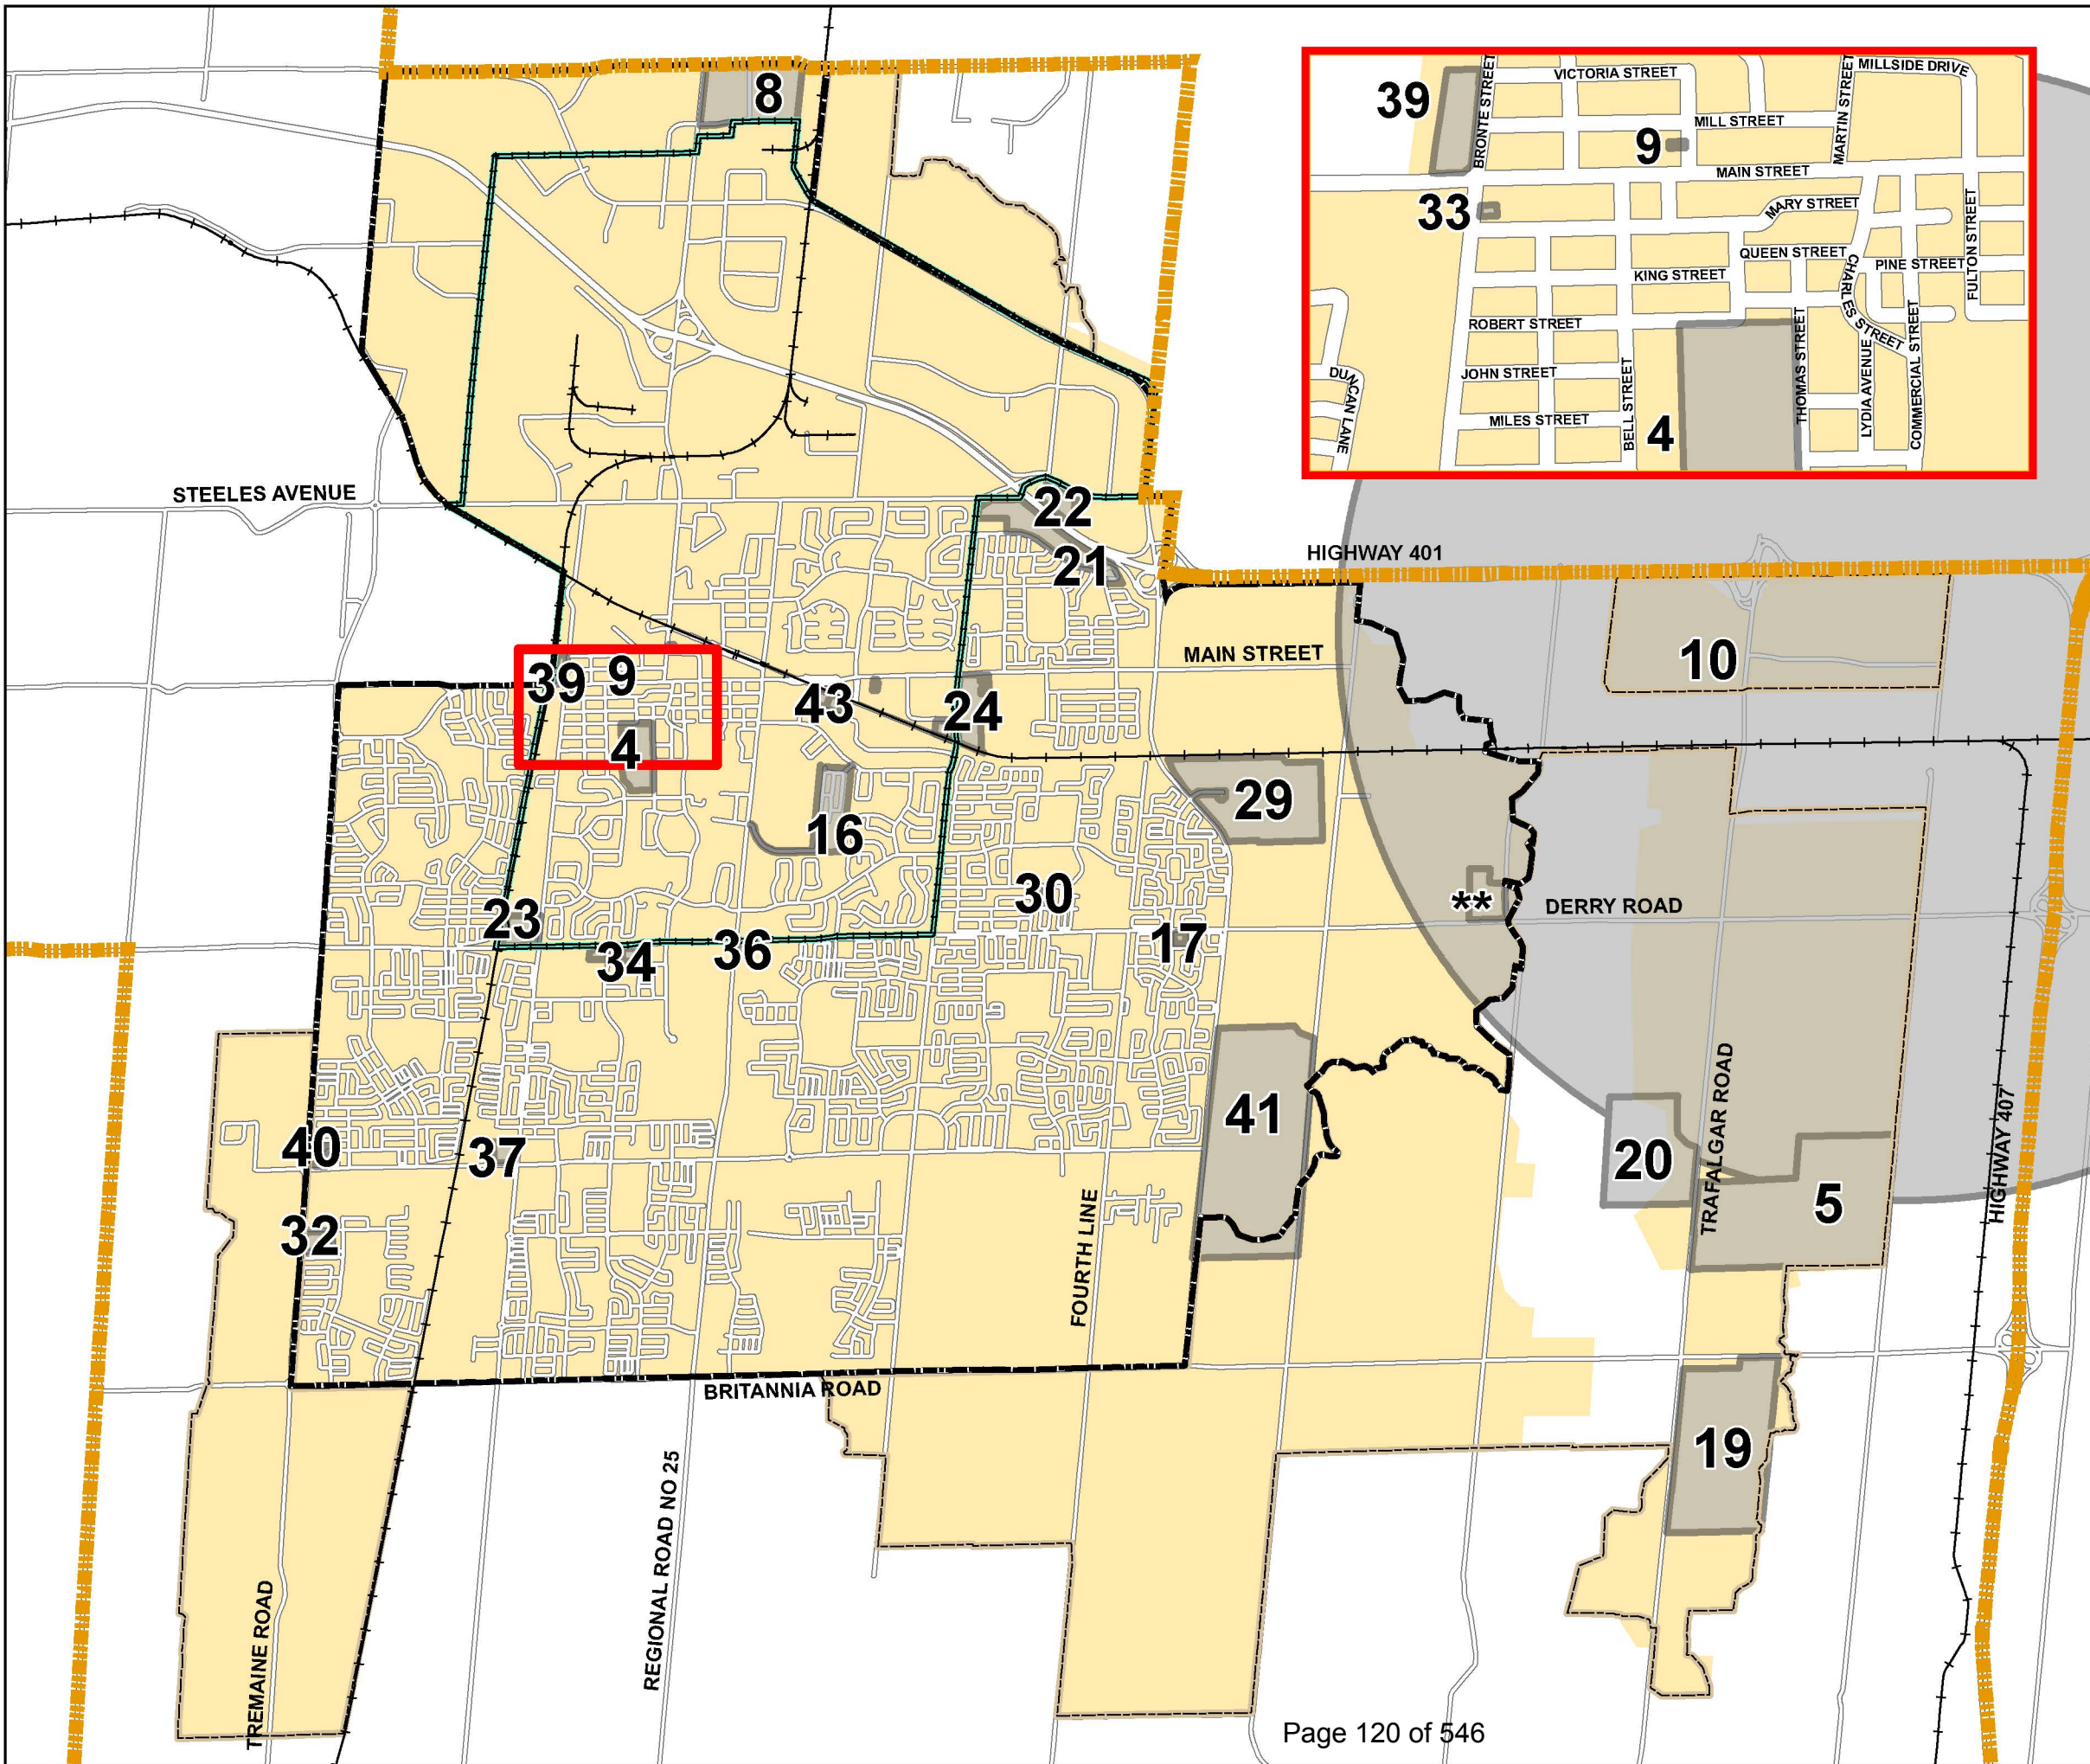 8
39
BRONTE STREET
VICTORIA STREET
MARTIN STREET
MILLSIDE DRIVE
MILL STREET
9
MAIN STREET
33
MARY STREET
FULTON STREET
QUEEN STREET
PINE STREET
KING STREET
CHARLES STREET
ROBERT STREET
THOMAS STREET
COMMERCIAL STREET
LYDIA AVENUE
JOHN STREET
DUNCAN LANE
BELL STREET
MILES STREET
4
STEELES AVENUE
22
21
HIGHWAY 401
MAIN STREET
10
39
9
43
24
4
29
16
30
**
DERRY ROAD
23
34
36
17
41
TRAFALGAR ROAD
20
5
HIGHWAY 407
40
37
32
FOURTH LINE
BRITANNIA ROAD
19
REGIONAL ROAD NO 25
TREMAINE ROAD
Page 120 of 546